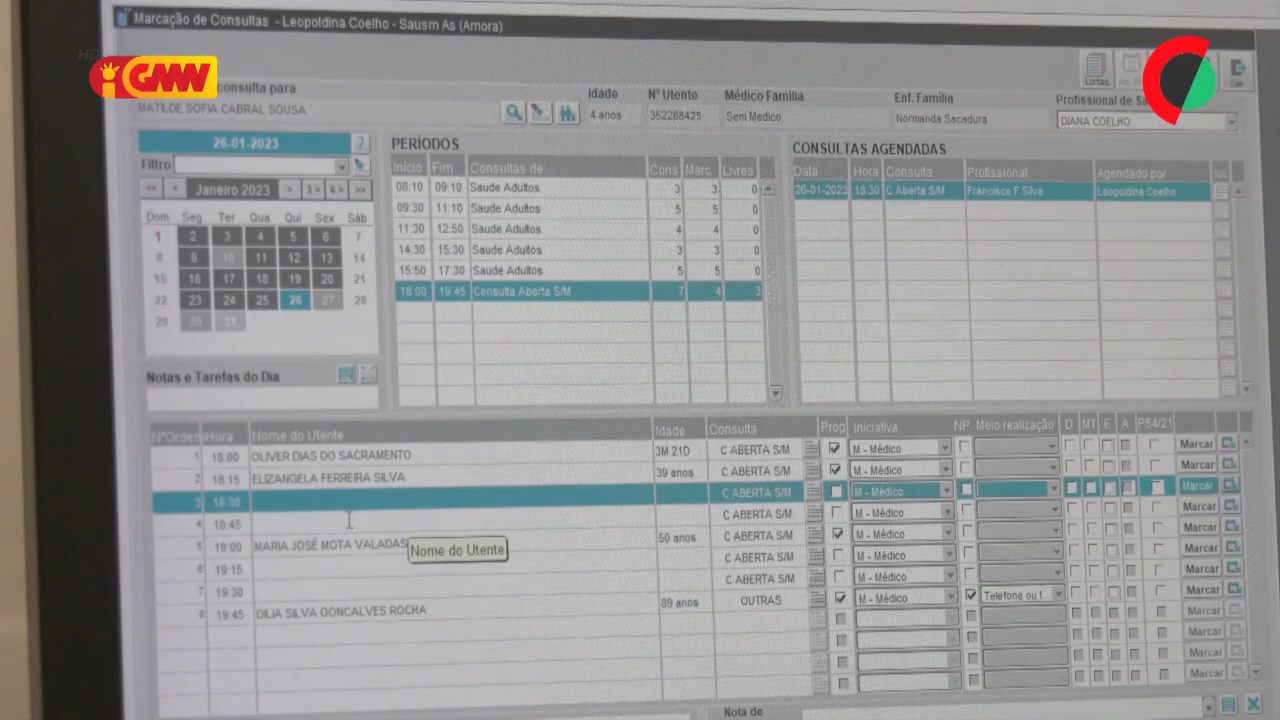 Marcação de Consultas - Leopoldina Coelho - Sausm As (Amora)
HD
GMW
consulta para
MATILDE SOFIA CABRAL SOUSA
Idade
4 anos
Nº Utente
352288425
Médico Familia
Sem Medico
Enf. Familia
Normanda Sacadura
Profissional de
DIANA COELHO
Listas
Sair
26-01-2023 ?
Filtro
<< < Janeiro 2023 > 3> 6> >>
Dom Seg Ter Qua Qui Sex Sáb
1 2 3 4 5 6 7
8 9 10 11 12 13 14
15 16 17 18 19 20 21
22 23 24 25 26 27 28
29 30 31
Notas e Tarefas do Dia
PERÍODOS
Início Fim Consultas de Cons Marc. Livres
08:10 09:10 Saude Adultos 3 3 0
09:30 11:10 Saude Adultos 5 5 0
11:30 12:50 Saude Adultos 4 4 0
14:30 15:30 Saude Adultos 3 3 0
15:50 17:30 Saude Adultos 5 5 0
18:00 19:45 Consulta Aberta S/M 7 4 3
CONSULTAS AGENDADAS
Data Hora Consulta Profissional Agendado por
26-01-2023 18:30 C Aberta S/M Francisco F Silva Leopoldina Coelho
NºOrdem Hora Nome do Utente Idade Consulta Prog Iniciativa NP Meio realização D MT E A P54/21
1 18:00 OLIVER DIAS DO SACRAMENTO 3M 21D C ABERTA S/M M - Médico Marcar
2 18:15 ELIZANGELA FERREIRA SILVA 39 anos C ABERTA S/M M - Médico Marcar
3 18:30 C ABERTA S/M M - Médico Marcar
4 18:45 C ABERTA S/M M - Médico Marcar
5 19:00 MARIA JOSÉ MOTA VALADAS 50 anos C ABERTA S/M M - Médico Marcar
Nome do Utente
6 19:15 C ABERTA S/M M - Médico Marcar
7 19:30 C ABERTA S/M M - Médico Marcar
8 19:45 DILIA SILVA GONCALVES ROCHA 89 anos OUTRAS M - Médico Telefone ou t... Marcar
Marcar
Marcar
Marcar
Marcar
Nota de